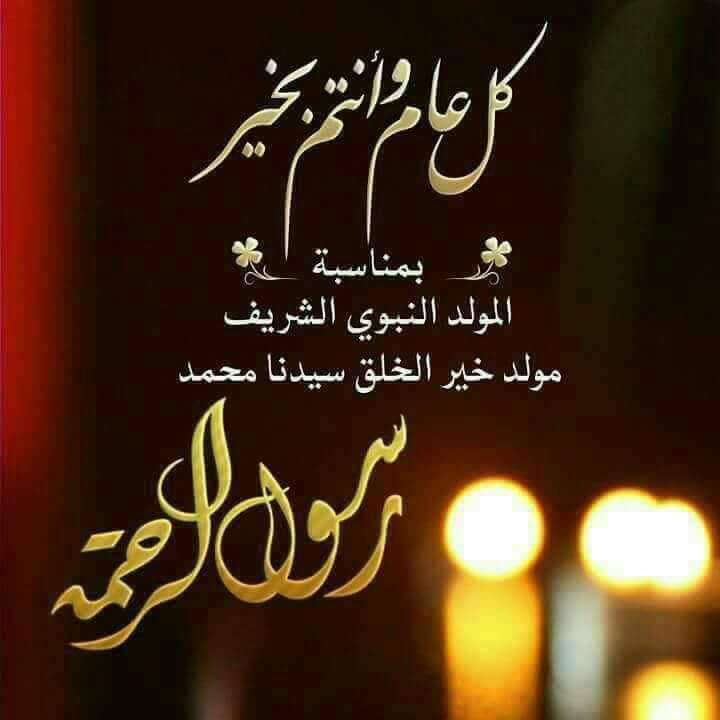 كل عام وأنتم بخير
بمناسبة
المولد النبوي الشريف
مولد خير الخلق سيدنا محمد
رسول الرحمة